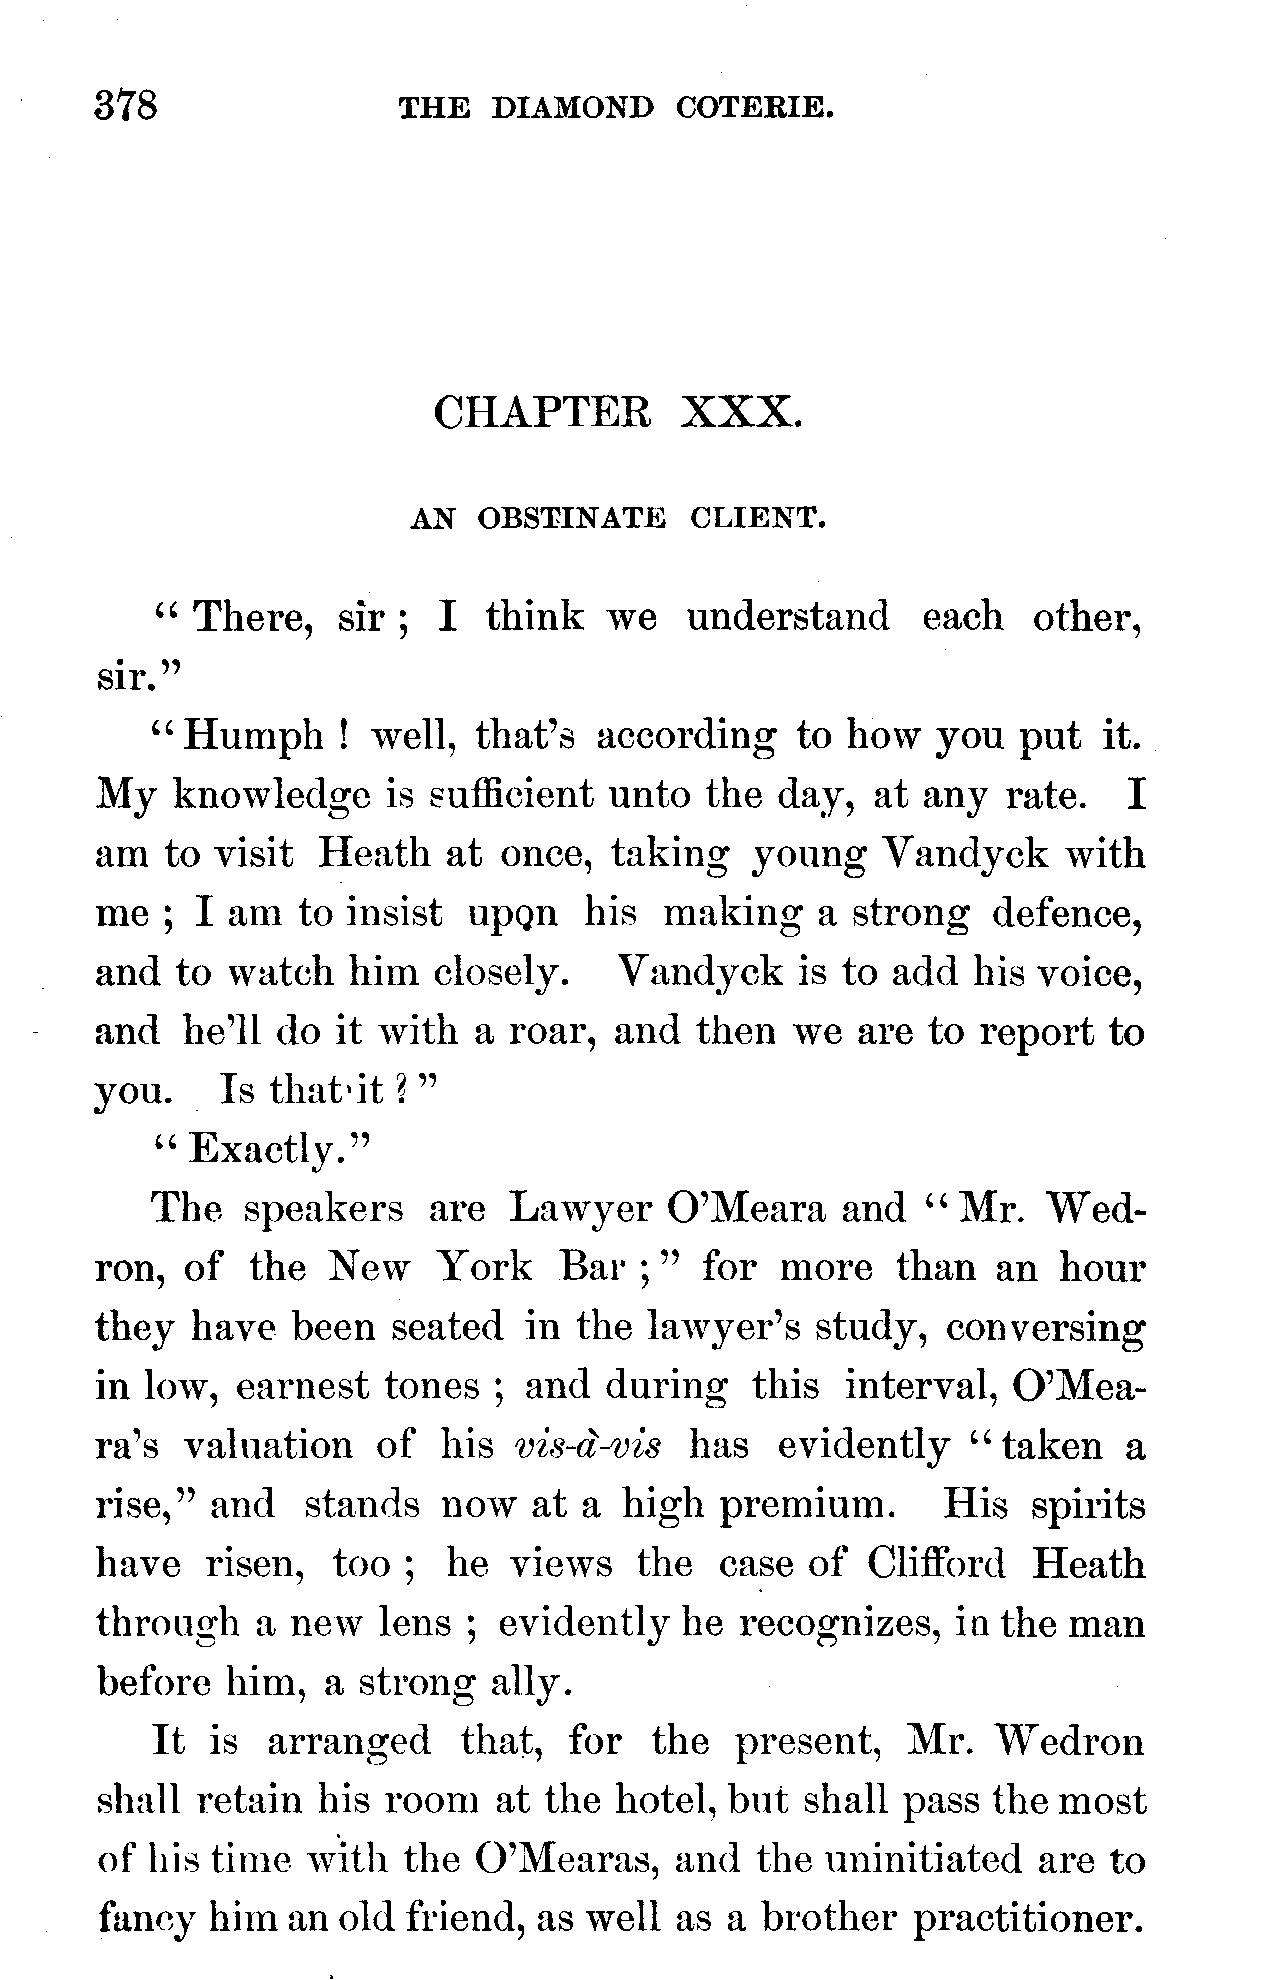 378 THE DIAMOND COTERIE.
CHAPTER XXX.
AN OBSTINATE CLIENT.
“ There, sir ; I think we understand each other,
sir.”
“ Humph ! well, that’s according to how you put it.
My knowledge is sufficient unto the day, at any rate. I
am to visit Heath at once, taking young Vandyck with
me ; I am to insist upon his making a strong defence,
and to watch him closely. Vandyck is to add his voice,
and he’ll do it with a roar, and then we are to report to
you. Is that it ? ”
“ Exactly.”
The speakers are Lawyer O’Meara and “ Mr. Wed-
ron, of the New York Bar ; ” for more than an hour
they have been seated in the lawyer’s study, conversing
in low, earnest tones ; and during this interval, O’Mea-
ra’s valuation of his vis-à-vis has evidently “ taken a
rise,” and stands now at a high premium. His spirits
have risen, too ; he views the case of Clifford Heath
through a new lens ; evidently he recognizes, in the man
before him, a strong ally.
It is arranged that, for the present, Mr. Wedron
shall retain his room at the hotel, but shall pass the most
of his time with the O’Mearas, and the uninitiated are to
fancy him an old friend, as well as a brother practitioner.